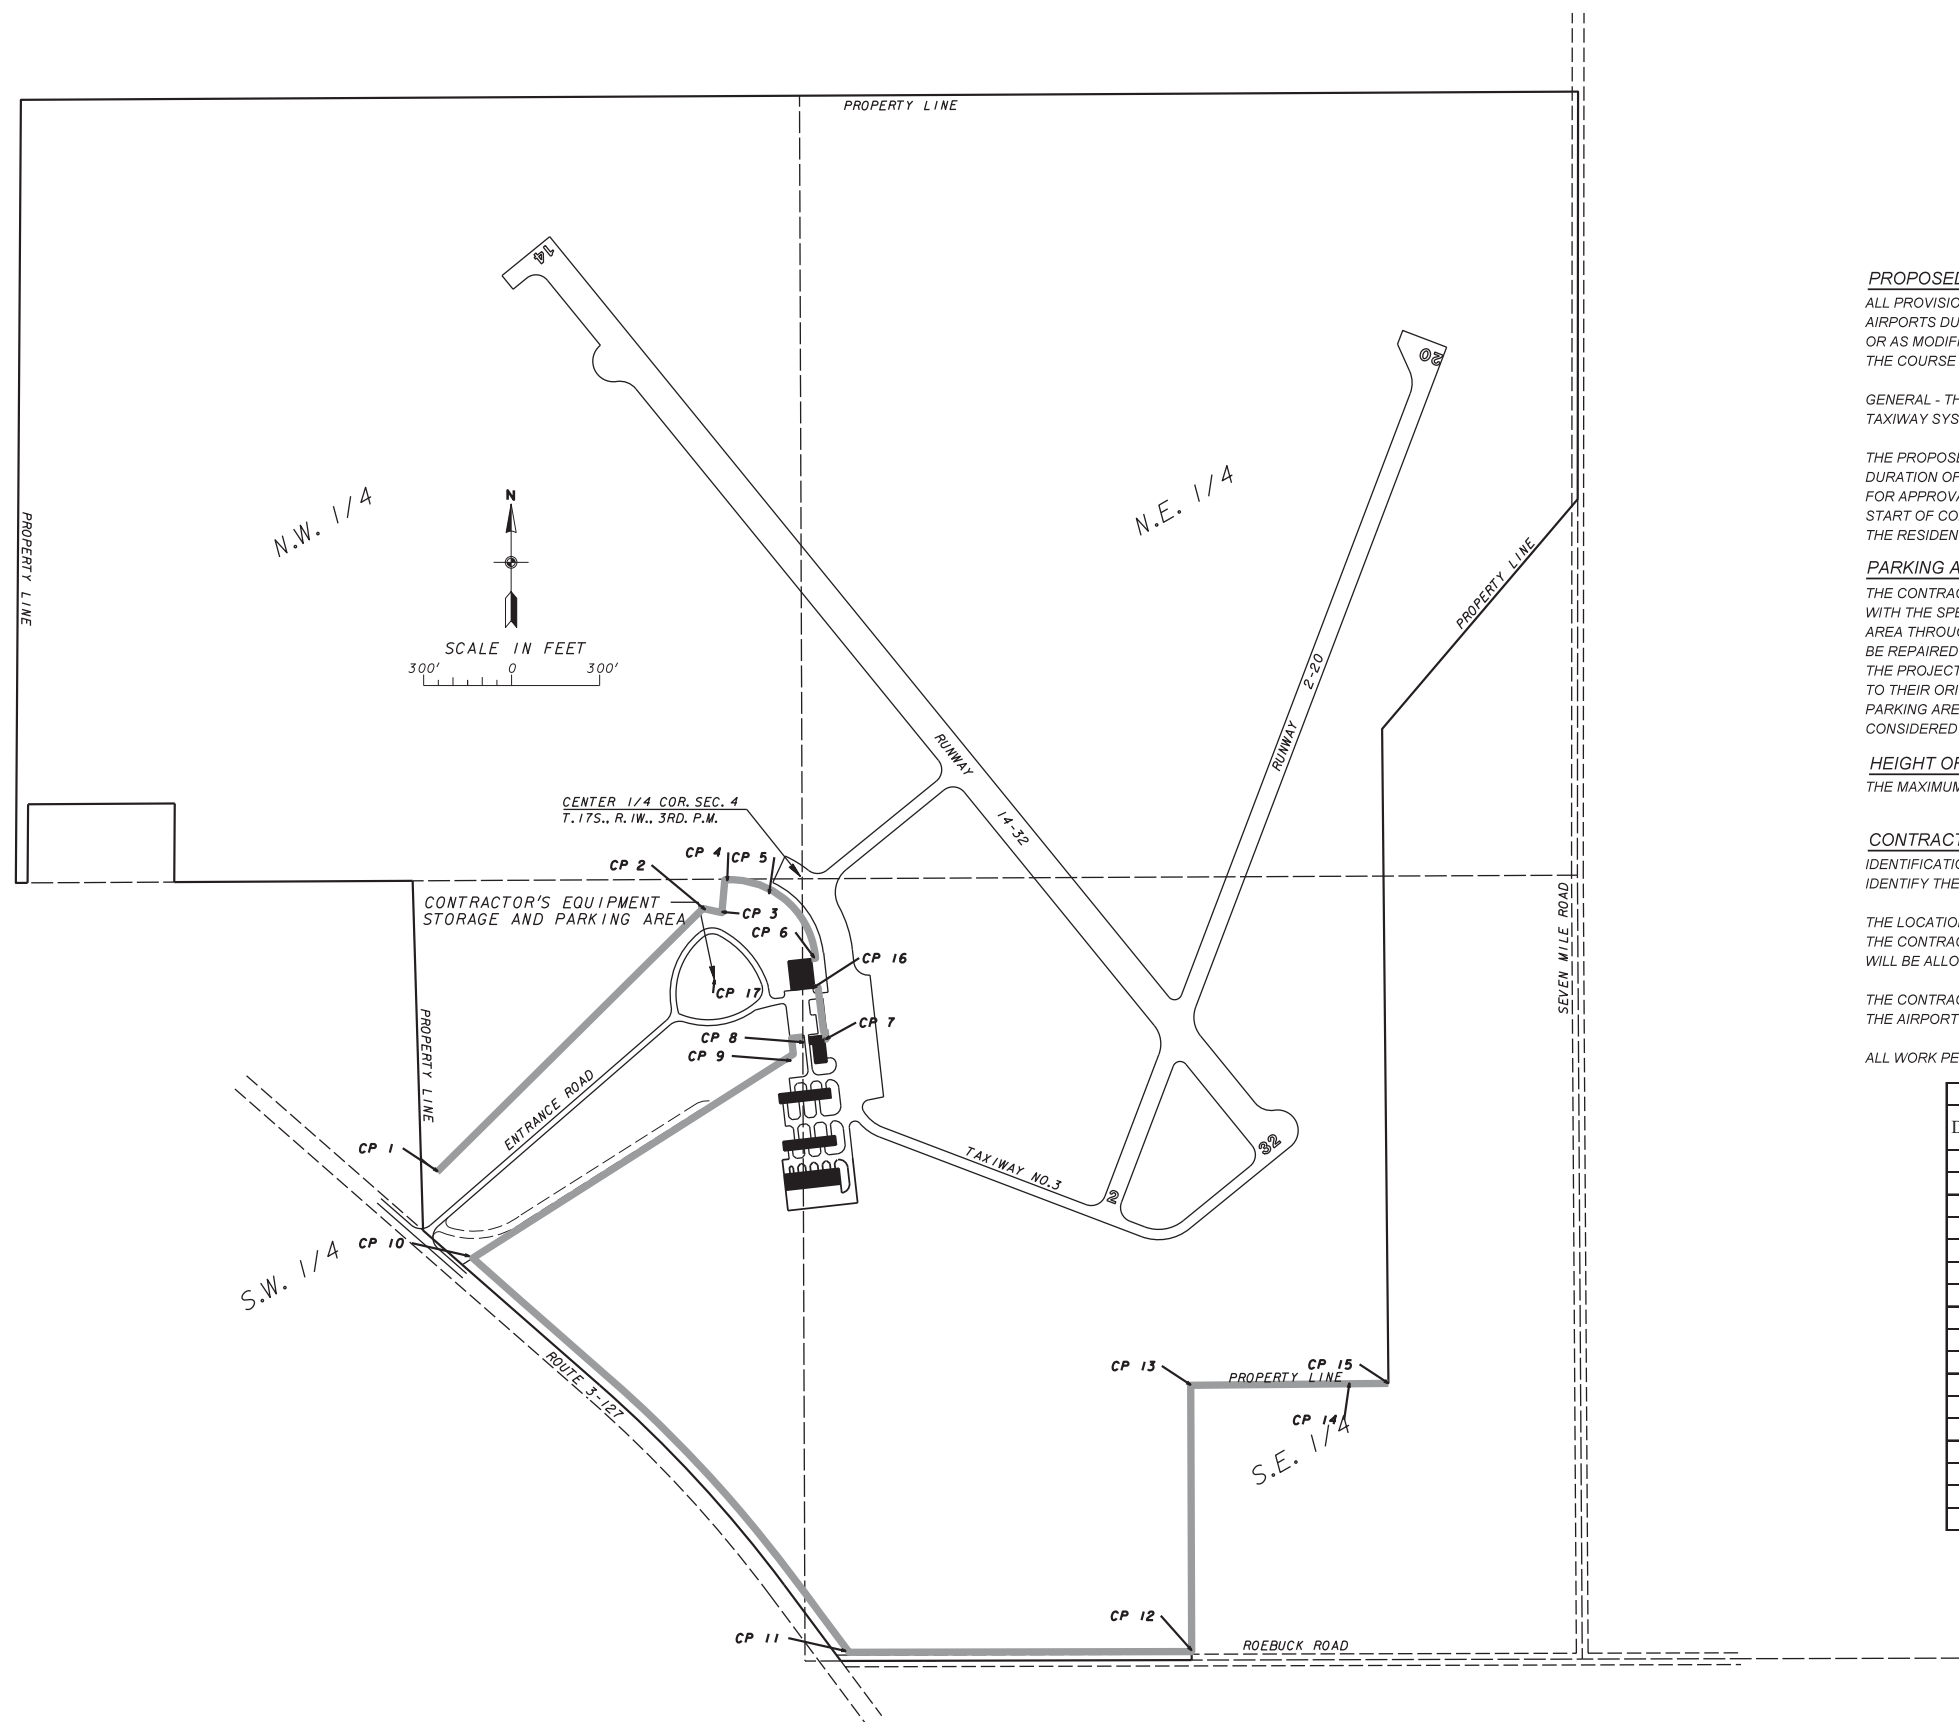 PROPERTY LINE
14
PROPOSED
ALL PROVISIO
AIRPORTS DU
OR AS MODIFI
THE COURSE
20
GENERAL - TH
TAXIWAY SYS
N.W. 1/4
N.E. 1/4
N
PROPERTY LINE
PROPERTY LINE
THE PROPOSE
DURATION OF
FOR APPROVA
START OF CO
THE RESIDEN
PARKING A
THE CONTRAC
WITH THE SPE
AREA THROUG
BE REPAIRED
THE PROJECT
TO THEIR ORI
PARKING ARE
CONSIDERED
SCALE IN FEET
300' 0 300'
RUNWAY 2-20
RUNWAY 14-32
HEIGHT OF
THE MAXIMUM
CENTER 1/4 COR. SEC. 4
T.17S., R.1W., 3RD. P.M.
CONTRACT
IDENTIFICATIO
IDENTIFY THE
CP 4 CP 5
CP 2
CONTRACTOR'S EQUIPMENT
STORAGE AND PARKING AREA
CP 3
CP 6
SEVEN MILE ROAD
THE LOCATION
THE CONTRAC
WILL BE ALLO
CP 16
CP 17
THE CONTRAC
THE AIRPORT
CP 7
CP 8
CP 9
ALL WORK PE
PROPERTY LINE
ENTRANCE ROAD
D
CP 1
TAXIWAY NO.3
2
32
CP 10
S.W. 1/4
ROUTE 3-127
CP 13
CP 15
PROPERTY LINE
CP 14
S.E. 1/4
CP 12
CP 11
ROEBUCK ROAD